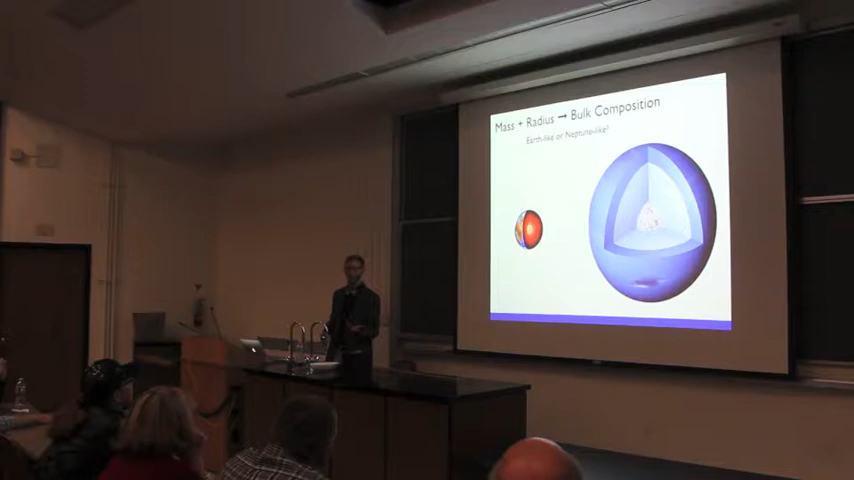 Mass + Radius → Bulk Composition
Earth-like or Neptune-like?